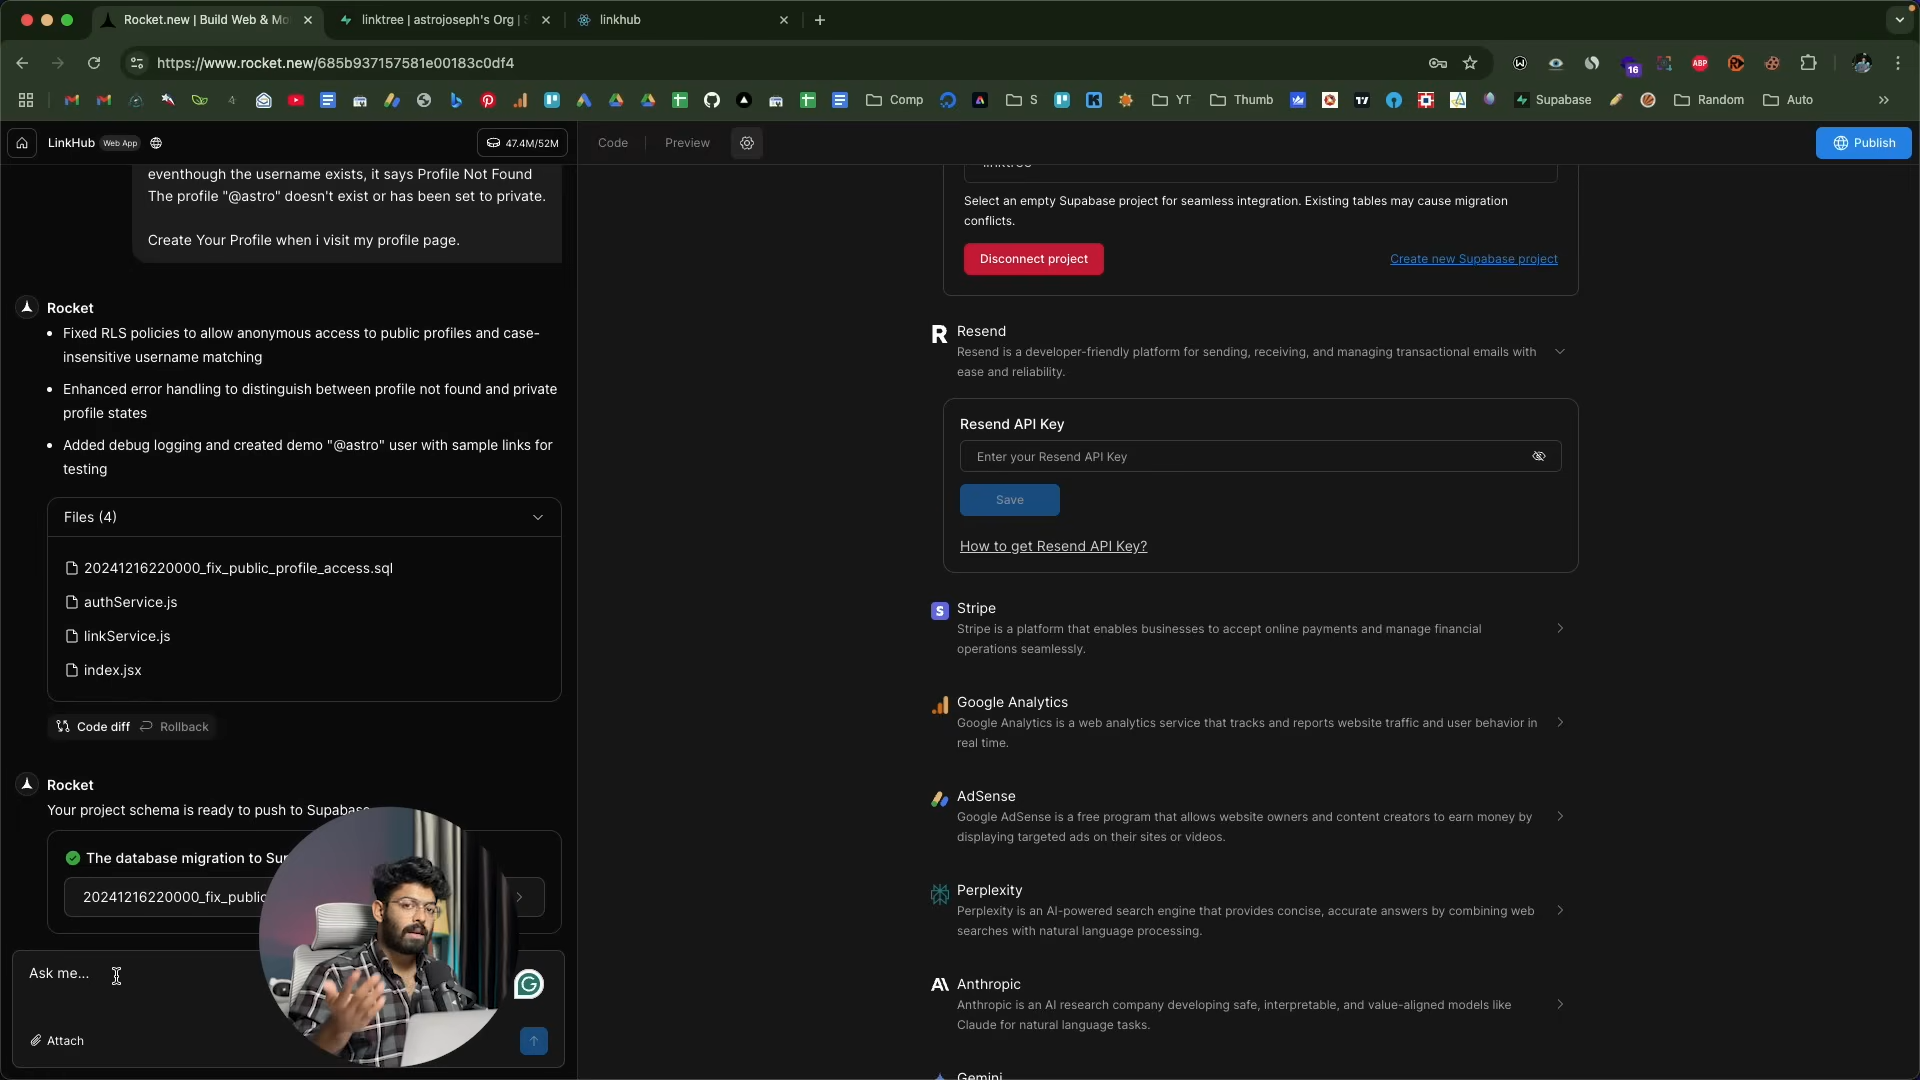 Rocket.new | Build Web & Mo
linktree | astrojoseph's Org |
linkhub
https://www.rocket.new/685b937157581e00183c0df4
16
ABP
Comp
S
YT
Thumb
Supabase
Random
Auto
LinkHub
Web App
47.4M/52M
Code
Preview
Publish
eventhough the username exists, it says Profile Not Found
The profile "@astro" doesn't exist or has been set to private.
Create Your Profile when i visit my profile page.
Rocket
Fixed RLS policies to allow anonymous access to public profiles and case-
insensitive username matching
Enhanced error handling to distinguish between profile not found and private
profile states
Added debug logging and created demo "@astro" user with sample links for
testing
Files (4)
20241216220000_fix_public_profile_access.sql
authService.js
linkService.js
index.jsx
Code diff
Rollback
Rocket
Your project schema is ready to push to Supabase
The database migration to Sup
20241216220000_fix_public
Ask me...
Attach
linktree
Select an empty Supabase project for seamless integration. Existing tables may cause migration
conflicts.
Disconnect project
Create new Supabase project
Resend
Resend is a developer-friendly platform for sending, receiving, and managing transactional emails with
ease and reliability.
Resend API Key
Enter your Resend API Key
Save
How to get Resend API Key?
Stripe
Stripe is a platform that enables businesses to accept online payments and manage financial
operations seamlessly.
Google Analytics
Google Analytics is a web analytics service that tracks and reports website traffic and user behavior in
real time.
AdSense
Google AdSense is a free program that allows website owners and content creators to earn money by
displaying targeted ads on their sites or videos.
Perplexity
Perplexity is an AI-powered search engine that provides concise, accurate answers by combining web
searches with natural language processing.
Anthropic
Anthropic is an AI research company developing safe, interpretable, and value-aligned models like
Claude for natural language tasks.
Gemini